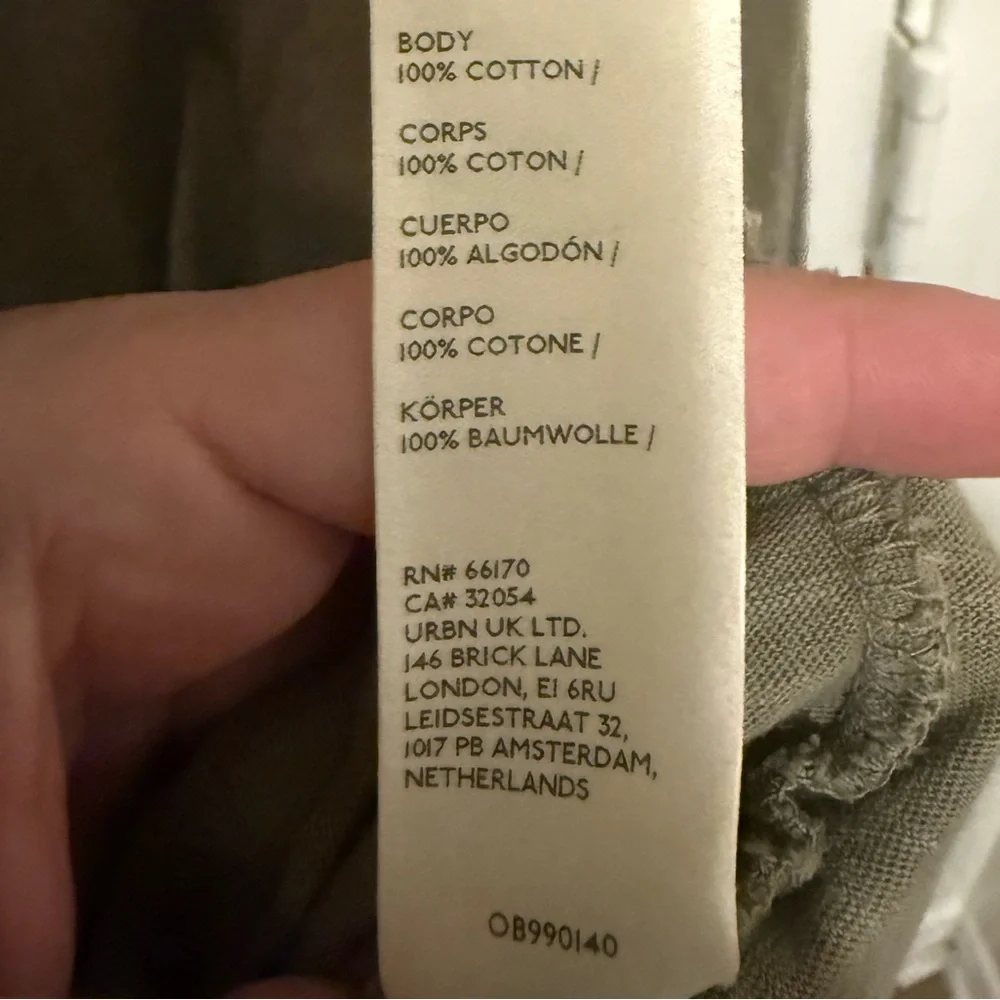 BODY
100% COTTON /
CORPS
100% COTON /
CUERPO
100% ALGODÓN /
CORPO
100% COTONE /
KÖRPER
100% BAUMWOLLE /
RN# 66170
CA# 32054
URBN UK LTD.
146 BRICK LANE
LONDON, E1 6RU
LEIDSESTRAAT 32,
1017 PB AMSTERDAM,
NETHERLANDS
OB990140